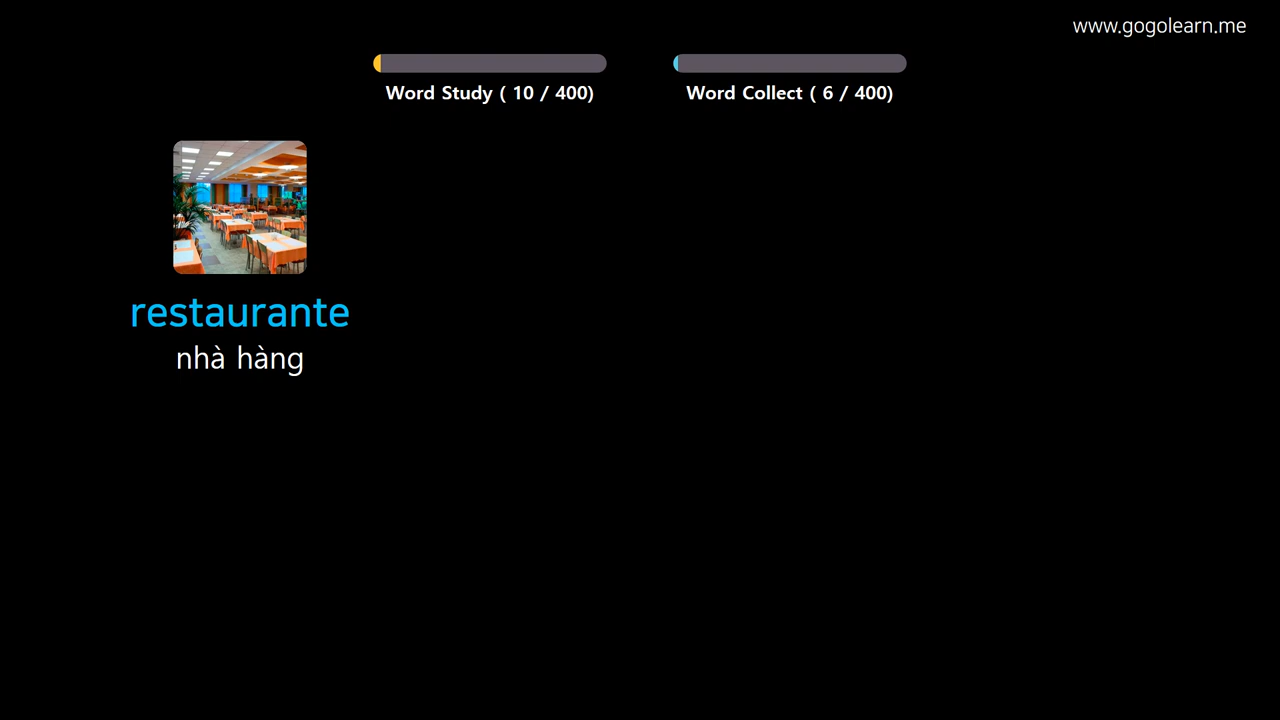 www.gogolearn.me
Word Study ( 10 / 400)
Word Collect ( 6 / 400)
restaurante
nhà hàng